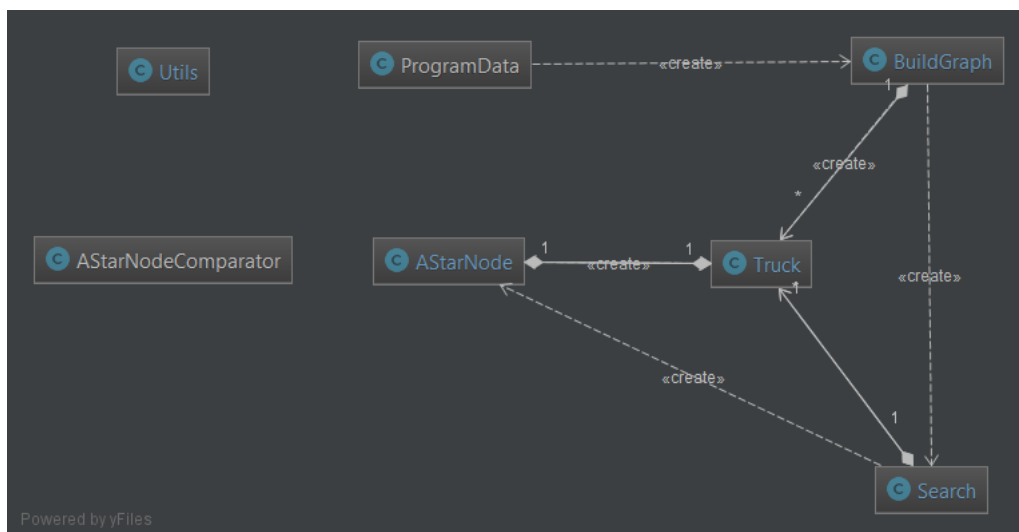 C Utils
C ProgramData
«create»
C BuildGraph
1
«create»
*
C AStarNodeComparator
C AStarNode
1
«create»
1
C Truck
*
1
«create»
«create»
1
C Search
Powered by yFiles